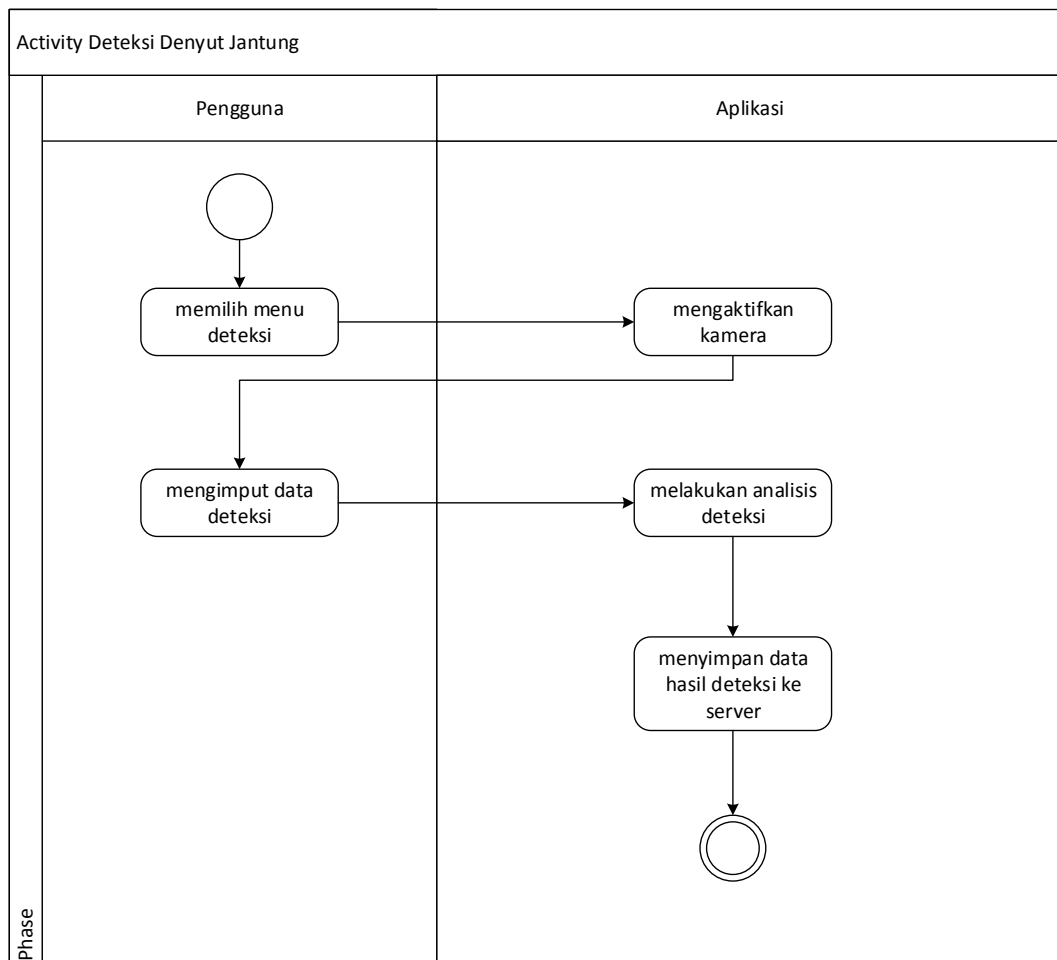 Activity Deteksi Denyut Jantung
Pengguna
Aplikasi
memilih menu
deteksi
mengaktifkan
kamera
mengimput data
deteksi
melakukan analisis
deteksi
menyimpan data
hasil deteksi ke
server
Phase